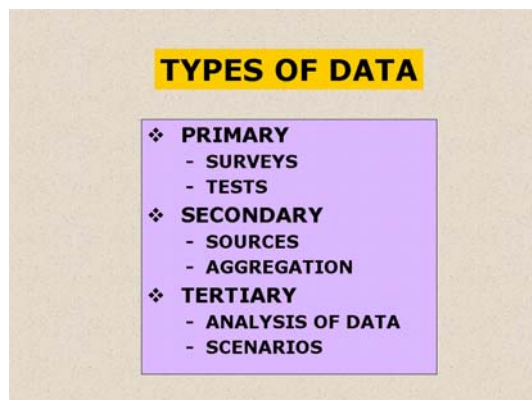 TYPES OF DATA
❖ PRIMARY
- SURVEYS
- TESTS
❖ SECONDARY
- SOURCES
- AGGREGATION
❖ TERTIARY
- ANALYSIS OF DATA
- SCENARIOS